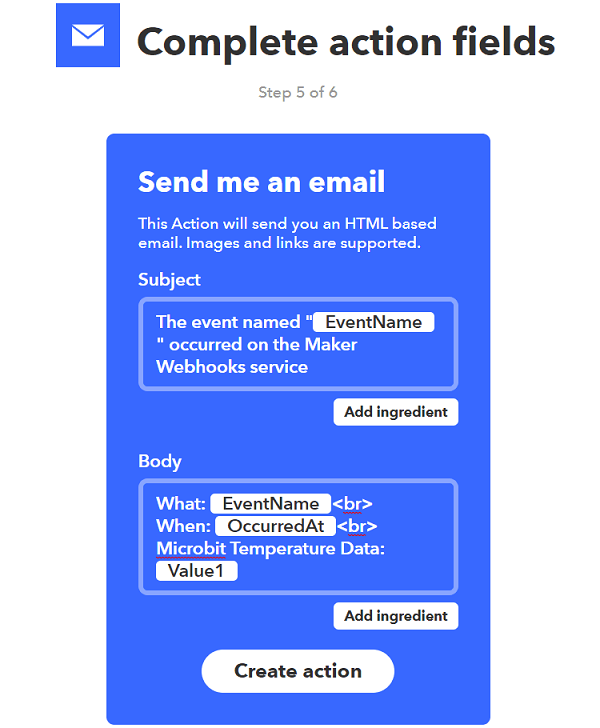 Complete action fields
Step 5 of 6
Send me an email
This Action will send you an HTML based
email. Images and links are supported.
Subject
The event named "EventName
" occurred on the Maker
Webhooks service
Add ingredient
Body
What: EventName <br>
When: OccurredAt <br>
Microbit Temperature Data:
Value1
Add ingredient
Create action